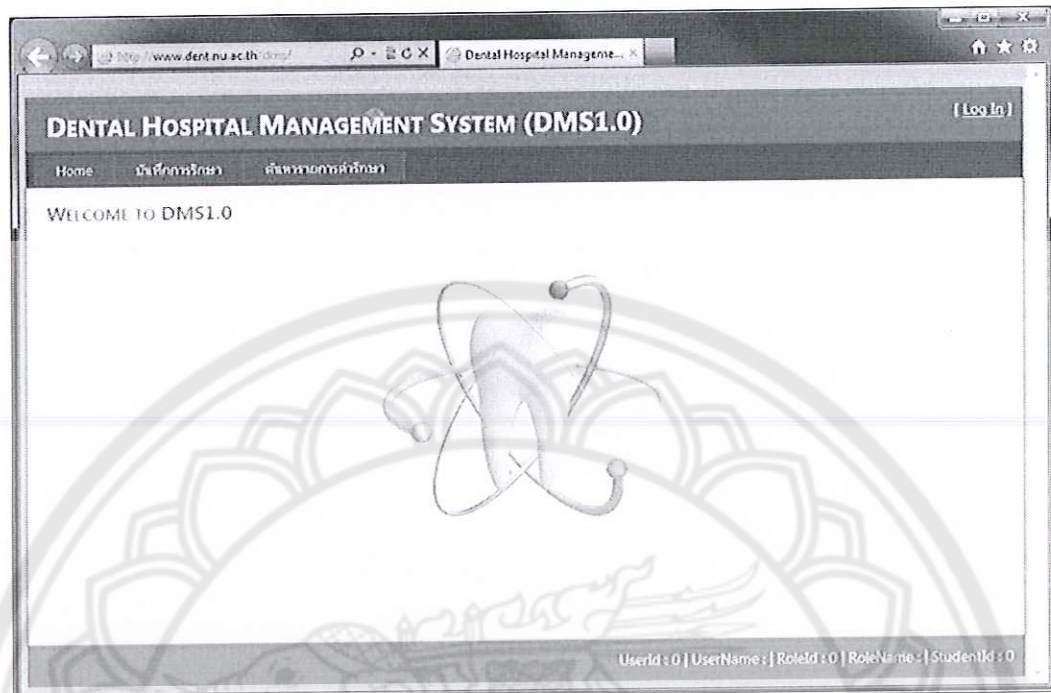 http://www.dent.nu.ac.th/dms/
Dental Hospital Manageme...
DENTAL HOSPITAL MANAGEMENT SYSTEM (DMS1.0)
[ Log In ]
Home บันทึกการรักษา ค้นหารายการค่ารักษา
WELCOME TO DMS1.0
UserId : 0 | UserName : | RoleId : 0 | RoleName : | StudentId : 0